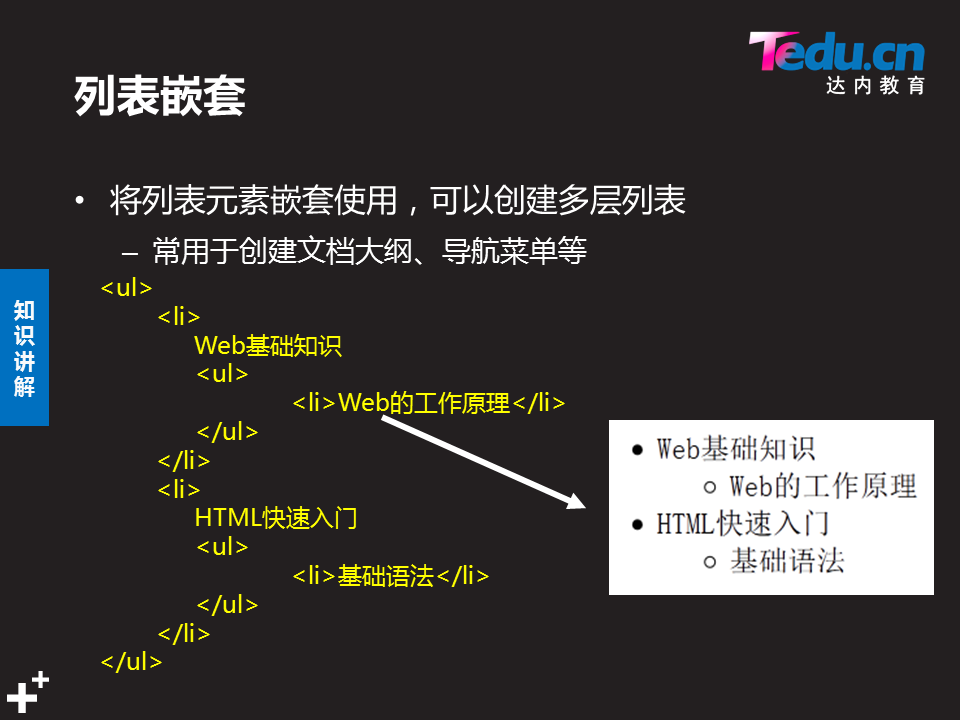 Tedu.cn
达内教育
列表嵌套
• 将列表元素嵌套使用，可以创建多层列表
– 常用于创建文档大纲、导航菜单等
<ul>
<li>
Web基础知识
<ul>
<li>Web的工作原理</li>
</ul>
</li>
<li>
HTML快速入门
<ul>
<li>基础语法</li>
</ul>
</li>
</ul>
知识讲解
• Web基础知识
○ Web的工作原理
• HTML快速入门
○ 基础语法